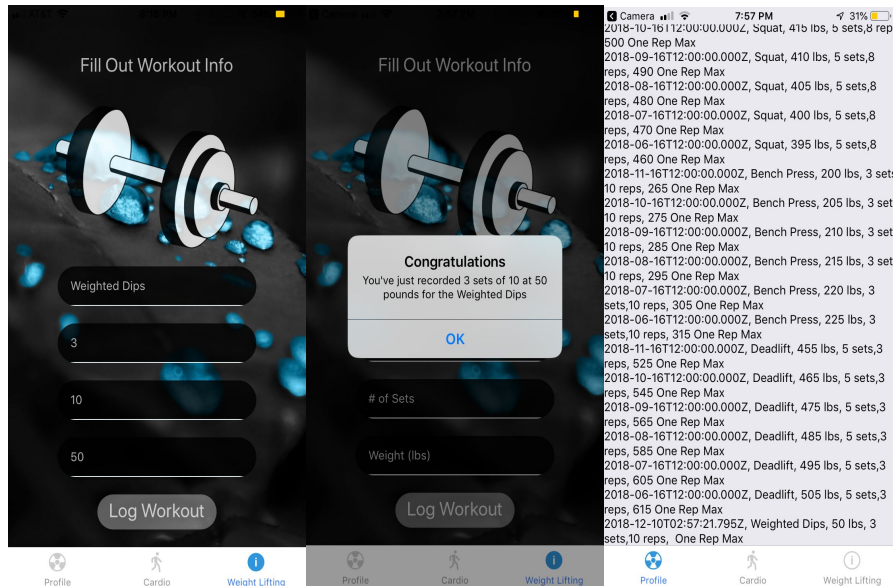 Fill Out Workout Info
Weighted Dips
3
10
50
Log Workout
Profile
Cardio
Weight Lifting
Fill Out Workout Info
Congratulations
You've just recorded 3 sets of 10 at 50
pounds for the Weighted Dips
OK
# of Sets
Weight (lbs)
Log Workout
Profile
Cardio
Weight Lifting
Camera
7:57 PM
31%
2018-10-16T12:00:00.000Z, Squat, 415 lbs, 5 sets,8 rep
500 One Rep Max
2018-09-16T12:00:00.000Z, Squat, 410 lbs, 5 sets,8
reps, 490 One Rep Max
2018-08-16T12:00:00.000Z, Squat, 405 lbs, 5 sets,8
reps, 480 One Rep Max
2018-07-16T12:00:00.000Z, Squat, 400 lbs, 5 sets,8
reps, 470 One Rep Max
2018-06-16T12:00:00.000Z, Squat, 395 lbs, 5 sets,8
reps, 460 One Rep Max
2018-11-16T12:00:00.000Z, Bench Press, 200 lbs, 3 sets
10 reps, 265 One Rep Max
2018-10-16T12:00:00.000Z, Bench Press, 205 lbs, 3 set
10 reps, 275 One Rep Max
2018-09-16T12:00:00.000Z, Bench Press, 210 lbs, 3 set
10 reps, 285 One Rep Max
2018-08-16T12:00:00.000Z, Bench Press, 215 lbs, 3 set
10 reps, 295 One Rep Max
2018-07-16T12:00:00.000Z, Bench Press, 220 lbs, 3
sets,10 reps, 305 One Rep Max
2018-06-16T12:00:00.000Z, Bench Press, 225 lbs, 3
sets,10 reps, 315 One Rep Max
2018-11-16T12:00:00.000Z, Deadlift, 455 lbs, 5 sets,3
reps, 525 One Rep Max
2018-10-16T12:00:00.000Z, Deadlift, 465 lbs, 5 sets,3
reps, 545 One Rep Max
2018-09-16T12:00:00.000Z, Deadlift, 475 lbs, 5 sets,3
reps, 565 One Rep Max
2018-08-16T12:00:00.000Z, Deadlift, 485 lbs, 5 sets,3
reps, 585 One Rep Max
2018-07-16T12:00:00.000Z, Deadlift, 495 lbs, 5 sets,3
reps, 605 One Rep Max
2018-06-16T12:00:00.000Z, Deadlift, 505 lbs, 5 sets,3
reps, 615 One Rep Max
2018-12-10T02:57:21.795Z, Weighted Dips, 50 lbs, 3
sets,10 reps,  One Rep Max
Profile
Cardio
Weight Lifting